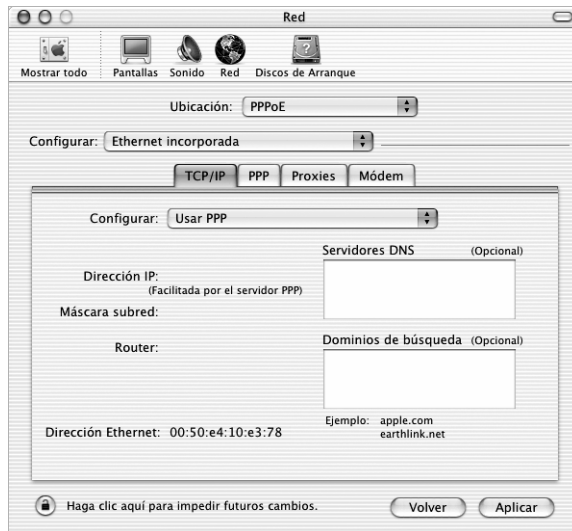 Red
Mostrar todo Pantallas Sonido Red Discos de Arranque
Ubicación: PPPoE
Configurar: Ethernet incorporada
TCP/IP PPP Proxies Módem
Configurar: Usar PPP
Servidores DNS (Opcional)
Dirección IP:
(Facilitada por el servidor PPP)
Máscara subred:
Router:
Dominios de búsqueda (Opcional)
Ejemplo: apple.com
earthlink.net
Dirección Ethernet: 00:50:e4:10:e3:78
Haga clic aquí para impedir futuros cambios.
Volver Aplicar